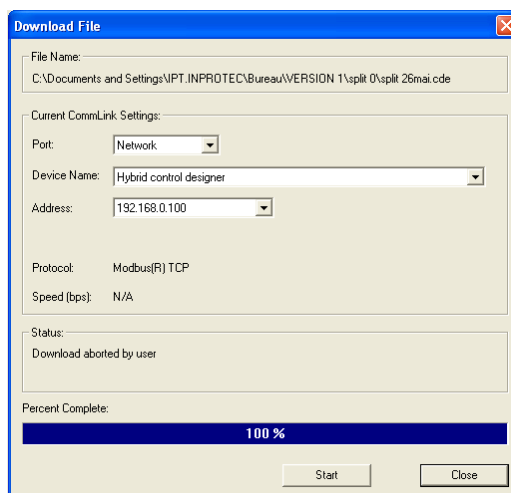 Download File
File Name:
C:\Documents and Settings\IPT.INPROTEC\Bureau\VERSION 1\split 0\split 26mai.cde
Current CommLink Settings:
Port: Network
Device Name: Hybrid control designer
Address: 192.168.0.100
Protocol: Modbus(R) TCP
Speed (bps): N/A
Status:
Download aborted by user
Percent Complete:
100 %
Start Close